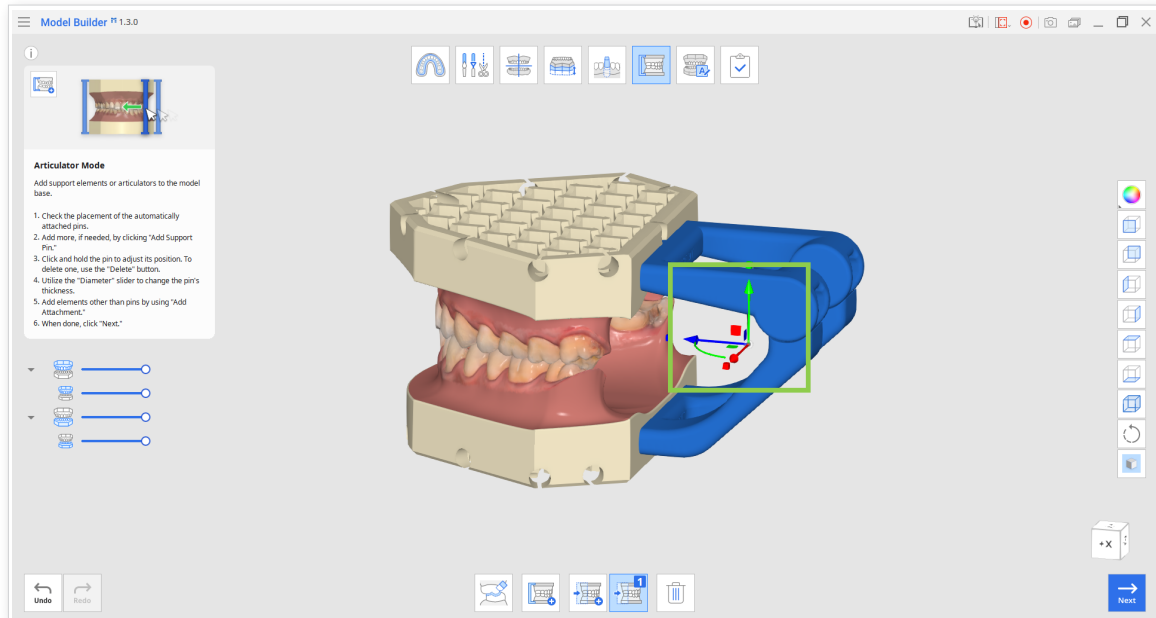 Model Builder M 1.3.0
Articulator Mode
Add support elements or articulators to the model
base.
1. Check the placement of the automatically
attached pins.
2. Add more, if needed, by clicking "Add Support
Pin."
3. Click and hold the pin to adjust its position. To
delete one, use the "Delete" button.
4. Utilize the "Diameter" slider to change the pin's
thickness.
5. Add elements other than pins by using "Add
Attachment."
6. When done, click "Next."
A
+X
1
Undo
Redo
Next